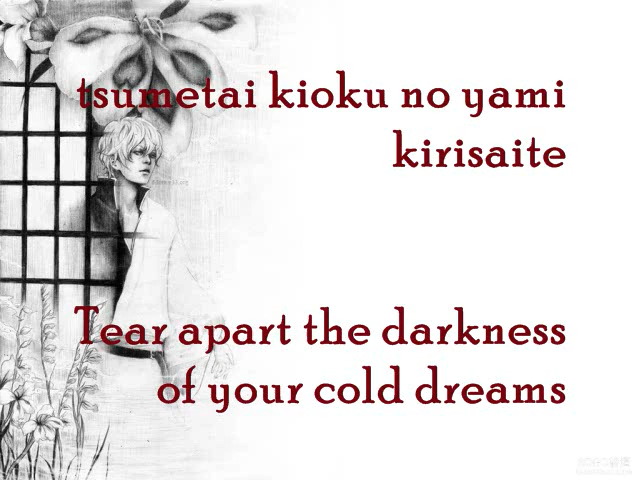 tsumetai kioku no yami
kirisaite
Tear apart the darkness
of your cold dreams